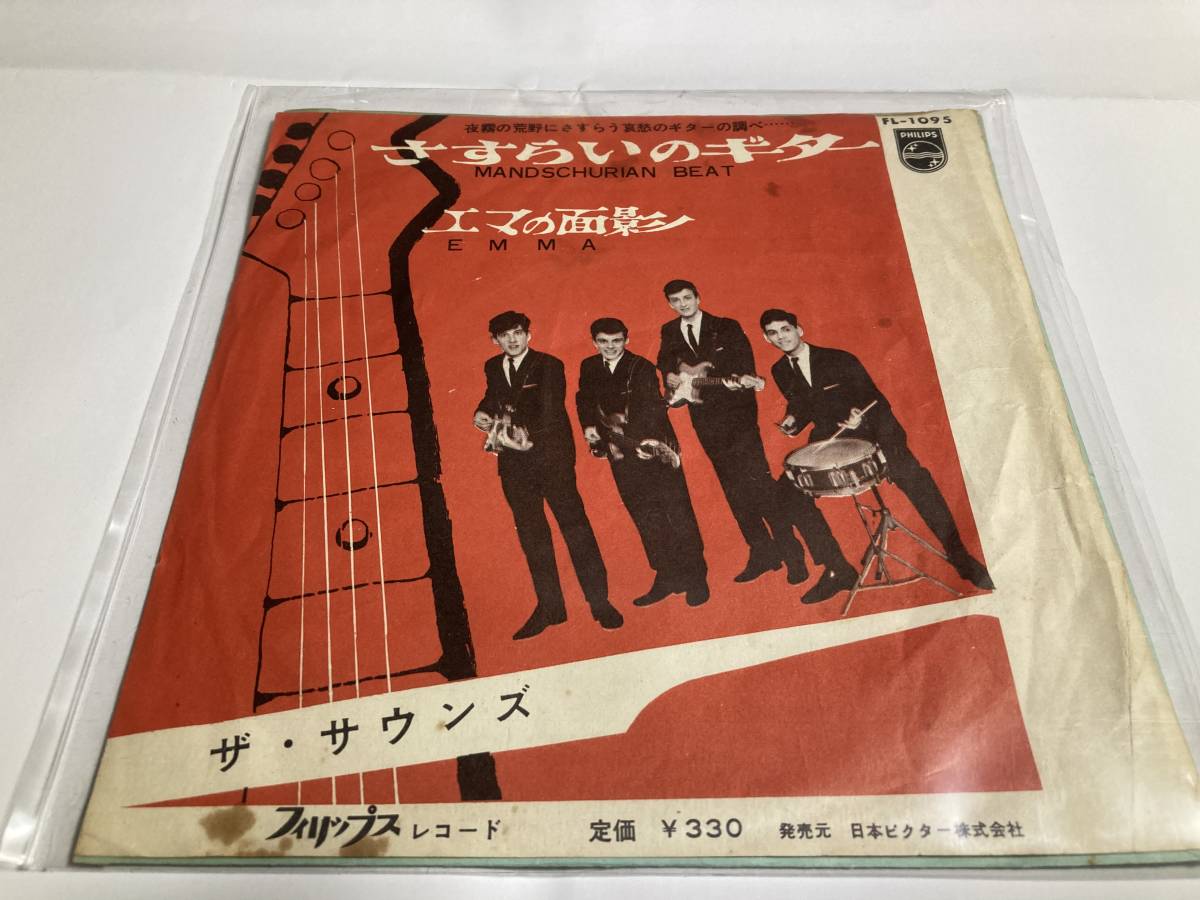 FL-1095
PHILIPS
夜霧の荒野にさすらう哀愁のギターの調べ……
さすらいのギター
MANDSCHURIAN BEAT
エマの面影
EMMA
ザ・サウンズ
フィリップス レコード 定価 ¥330 発売元 日本ビクター株式会社